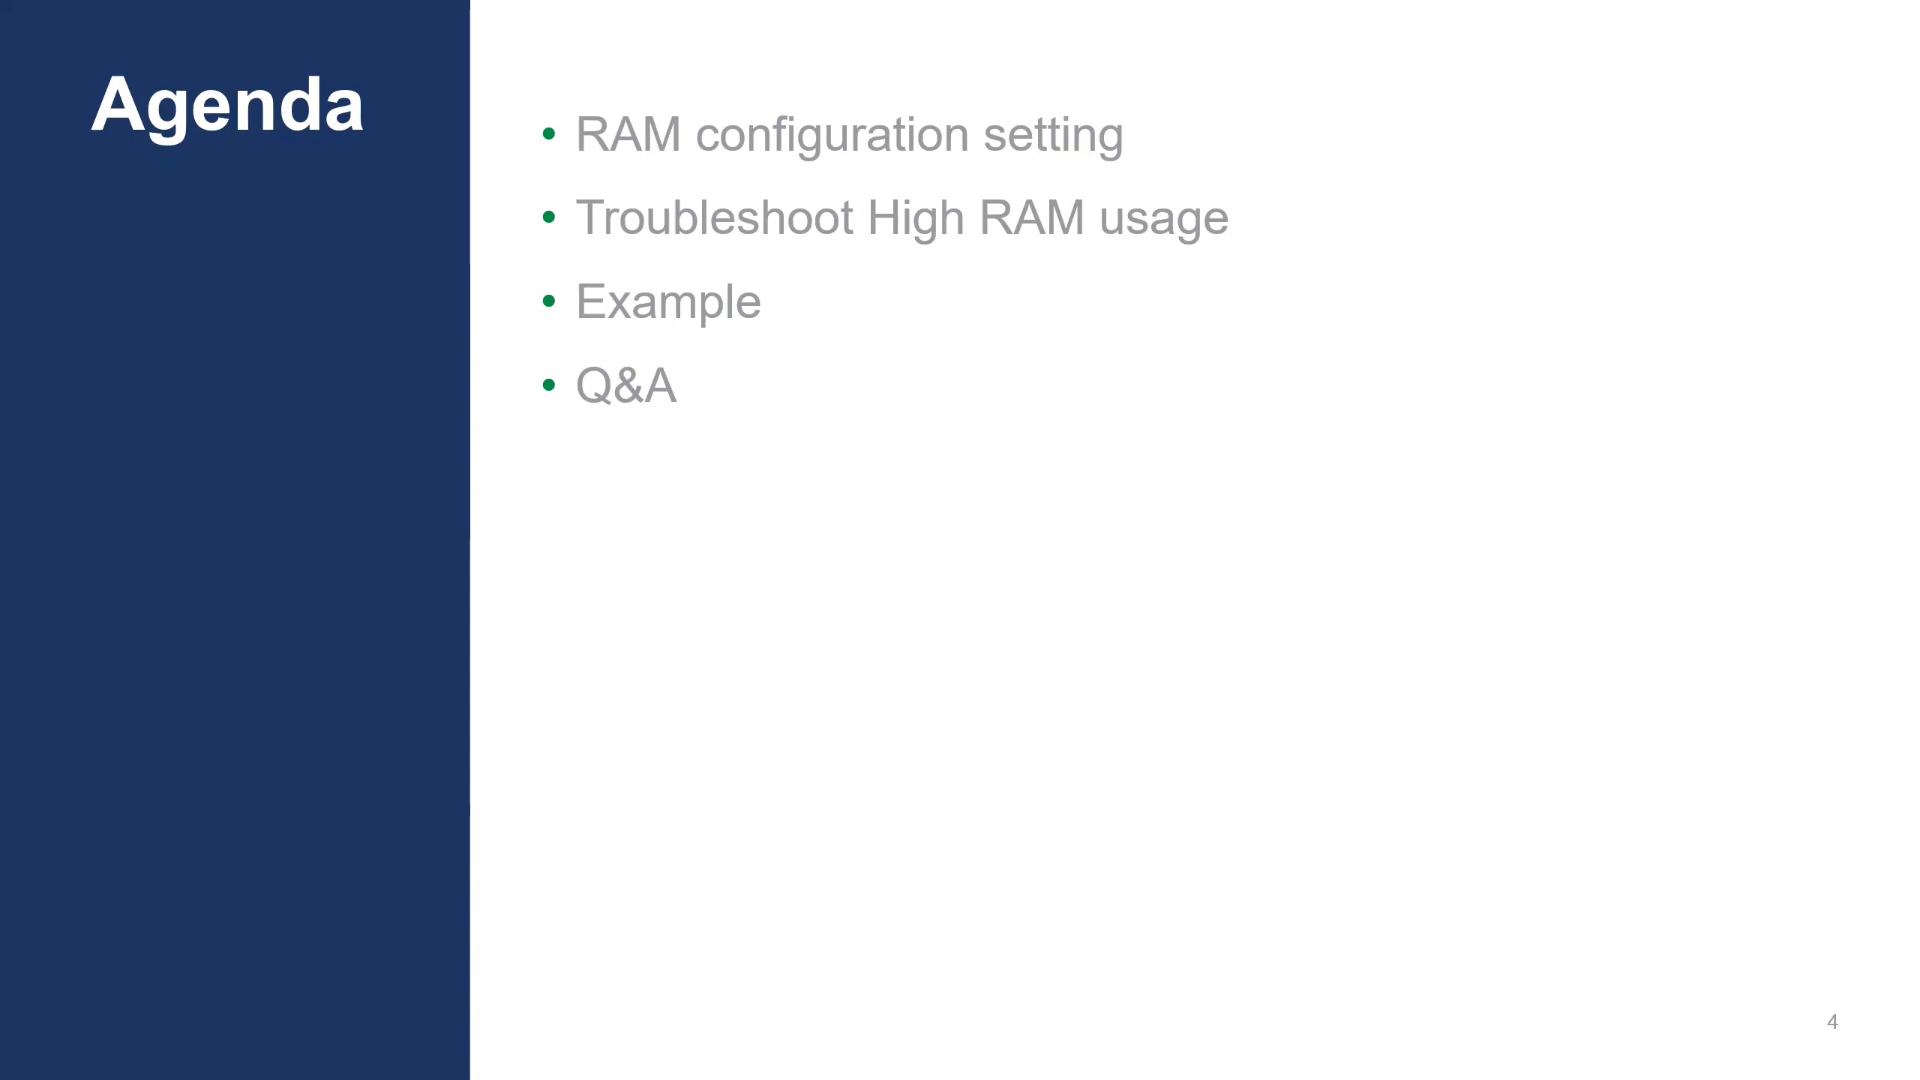 Agenda
• RAM configuration setting
• Troubleshoot High RAM usage
• Example
• Q&A
4